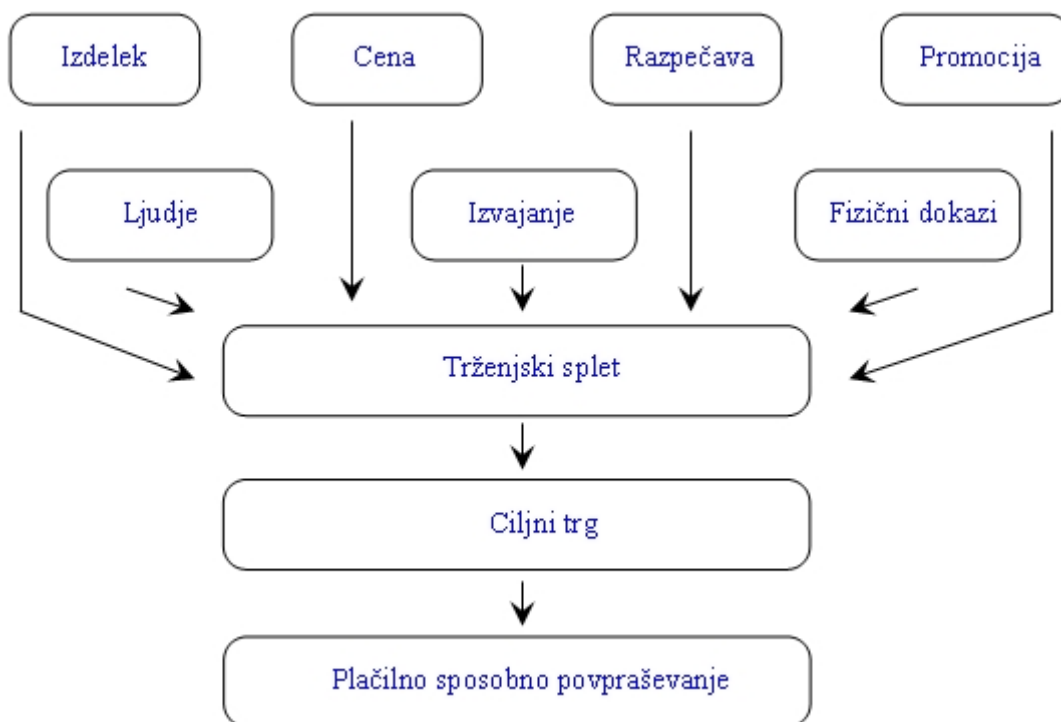 Izdelek
Cena
Razpečava
Promocija
Ljudje
Izvajanje
Fizični dokazi
Trženjski splet
Ciljni trg
Plačilno sposobno povpraševanje